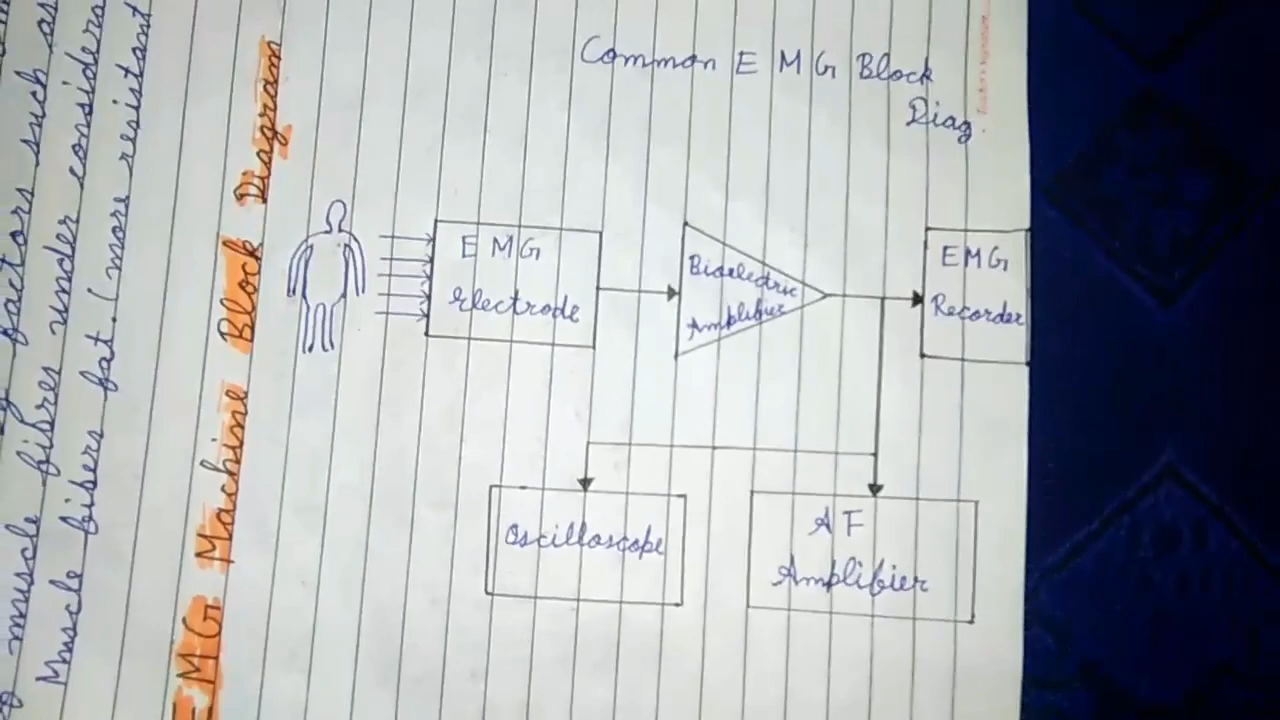 Common E M G Block
Diag.
E M G
Electrode
Bioelectric
Amplifier
E M G
Recorder
Oscilloscope
A F
Amplifier
EMG Machine Block Diagram
factors such as
muscle fibres under considera
Muscle fibers fat. (more resistant